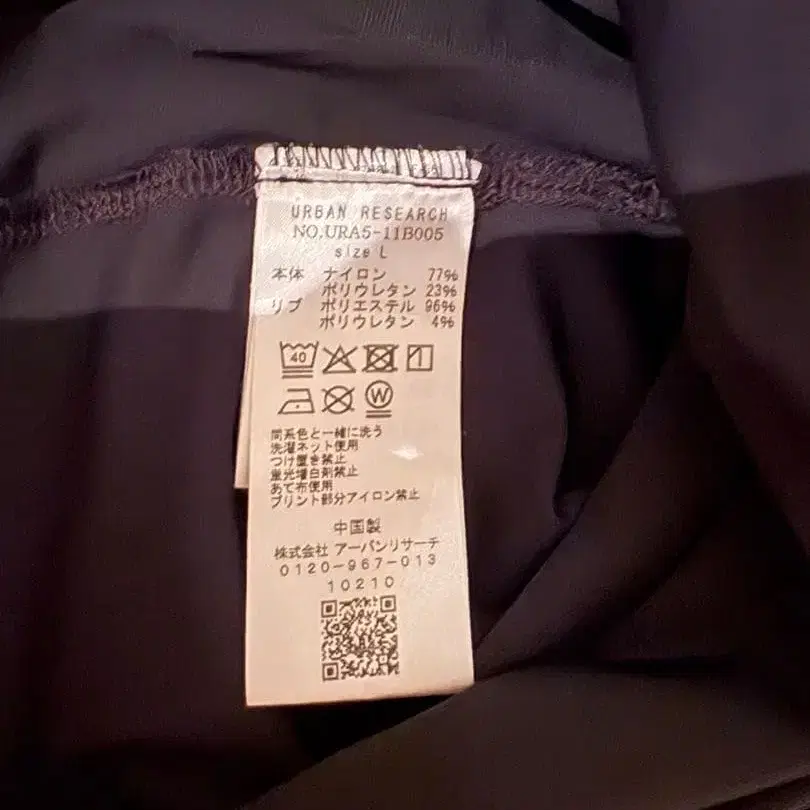 URBAN RESEARCH
NO.URA5-11B005
size L
本体 ナイロン 77%
ポリウレタン 23%
リブ ポリエステル 96%
ポリウレタン 4%
40
W
同系色と一緒に洗う
洗濯ネット使用
つけ置き禁止
蛍光増白剤禁止
あて布使用
プリント部分アイロン禁止
中国製
株式会社 アーバンリサーチ
0120-967-013
10210